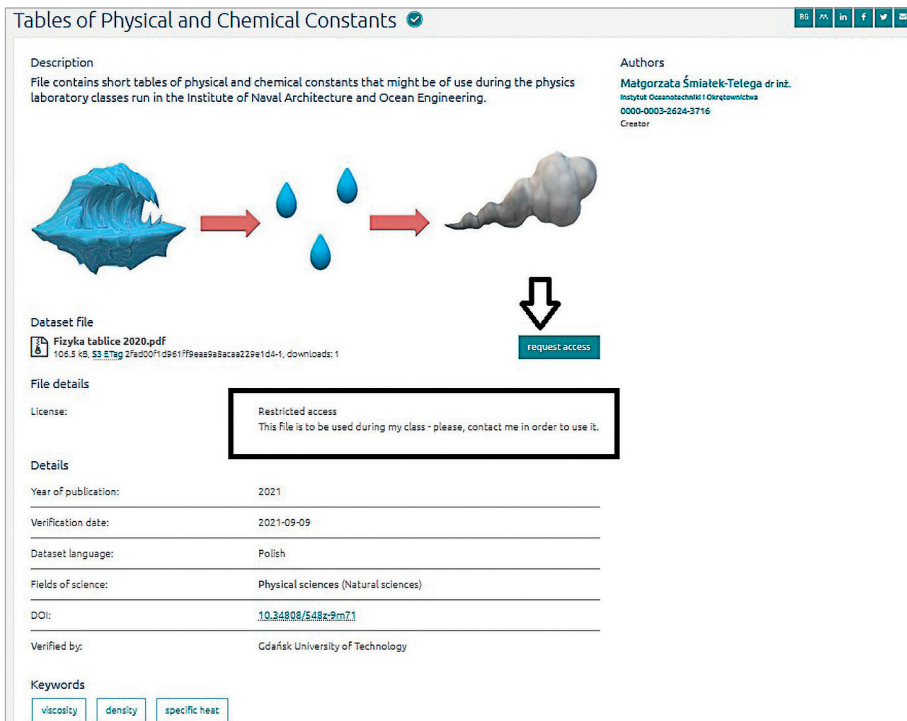 Tables of Physical and Chemical Constants
RG in f
Description
File contains short tables of physical and chemical constants that might be of use during the physics
laboratory classes run in the Institute of Naval Architecture and Ocean Engineering.
Authors
Małgorzata Śmiałek-Telega dr inż.
Instytut Oceanotechniki i Okrętownictwa
0000-0003-2624-3716
Creator
Dataset file
Fizyka tablice 2020.pdf
106.5 kB, S3 ETag 2fad00f1d961ff9eaa9a8acaa229e1d4-1, downloads: 1
request access
File details
License:
Restricted access
This file is to be used during my class - please, contact me in order to use it.
Details
Year of publication: 2021
Verification date: 2021-09-09
Dataset language: Polish
Fields of science: Physical sciences (Natural sciences)
DOI: 10.34808/548z-9m71
Verified by: Gdańsk University of Technology
Keywords
viscosity density specific heat